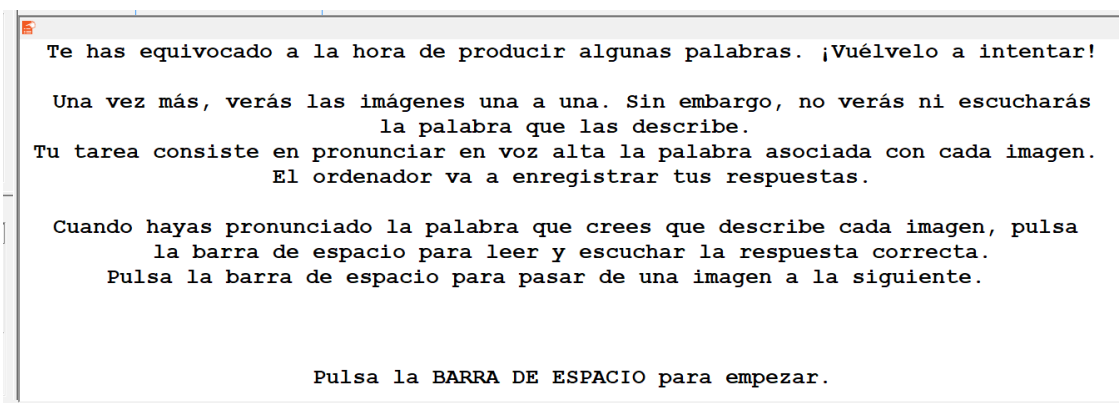 Te has equivocado a la hora de producir algunas palabras. ¡Vuélvelo a intentar!
Una vez más, verás las imágenes una a una. Sin embargo, no verás ni escucharás
la palabra que las describe.
Tu tarea consiste en pronunciar en voz alta la palabra asociada con cada imagen.
El ordenador va a enregistrar tus respuestas.
Cuando hayas pronunciado la palabra que crees que describe cada imagen, pulsa
la barra de espacio para leer y escuchar la respuesta correcta.
Pulsa la barra de espacio para pasar de una imagen a la siguiente.
Pulsa la BARRA DE ESPACIO para empezar.